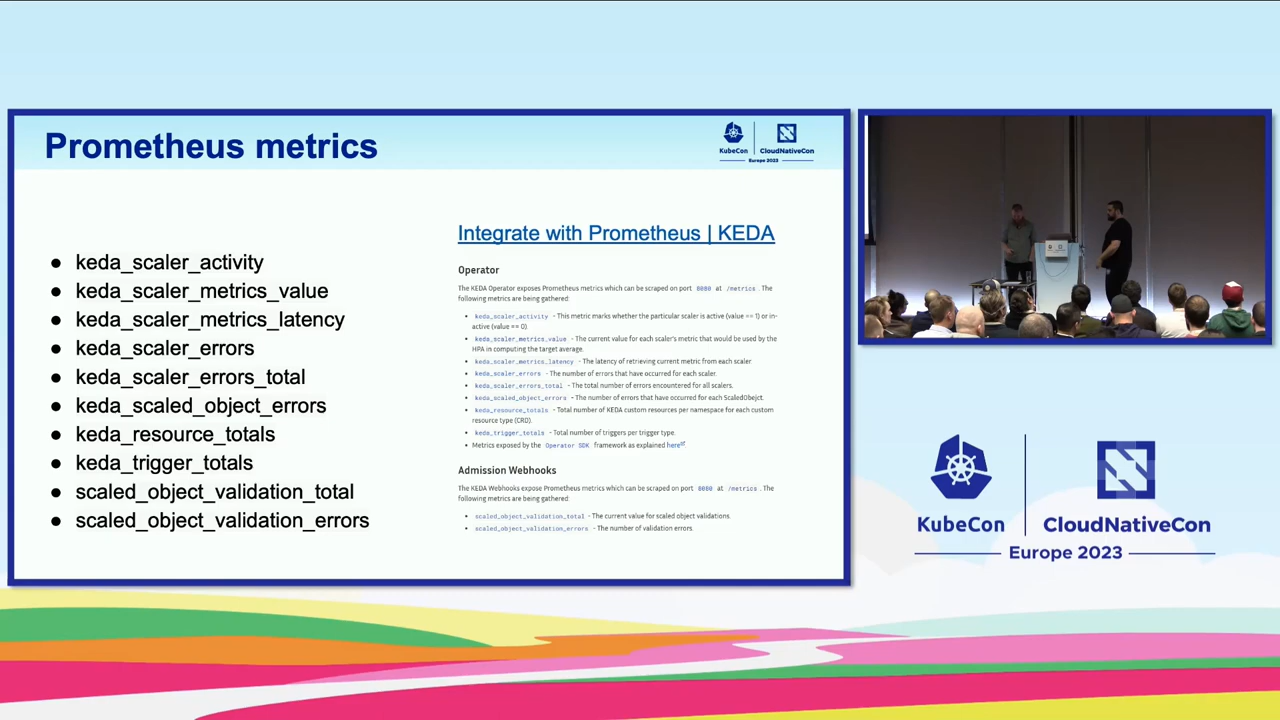 Prometheus metrics
KubeCon
CloudNativeCon
Europe 2023
● keda_scaler_activity
● keda_scaler_metrics_value
● keda_scaler_metrics_latency
● keda_scaler_errors
● keda_scaler_errors_total
● keda_scaled_object_errors
● keda_resource_totals
● keda_trigger_totals
● scaled_object_validation_total
● scaled_object_validation_errors
Integrate with Prometheus | KEDA
Operator
The KEDA Operator exposes Prometheus metrics which can be scraped on port 8080 at /metrics . The
following metrics are being gathered:
• keda_scaler_activity - This metric marks whether the particular scaler is active (value == 1) or in-
active (value == 0).
• keda_scaler_metrics_value - The current value for each scaler's metric that would be used by the
HPA in computing the target average.
• keda_scaler_metrics_latency - The latency of retrieving current metric from each scaler.
• keda_scaler_errors - The number of errors that have occurred for each scaler.
• keda_scaler_errors_total - The total number of errors encountered for all scalers.
• keda_scaled_object_errors - The number of errors that have occurred for each ScaledObejct.
• keda_resource_totals - Total number of KEDA custom resources per namespace for each custom
resource type (CRD).
• keda_trigger_totals - Total number of triggers per trigger type.
• Metrics exposed by the Operator SDK framework as explained here
Admission Webhooks
The KEDA Webhooks expose Prometheus metrics which can be scraped on port 8080 at /metrics . The
following metrics are being gathered:
• scaled_object_validation_total - The current value for scaled object validations.
• scaled_object_validation_errors - The number of validation errors.
KubeCon
CloudNativeCon
Europe 2023